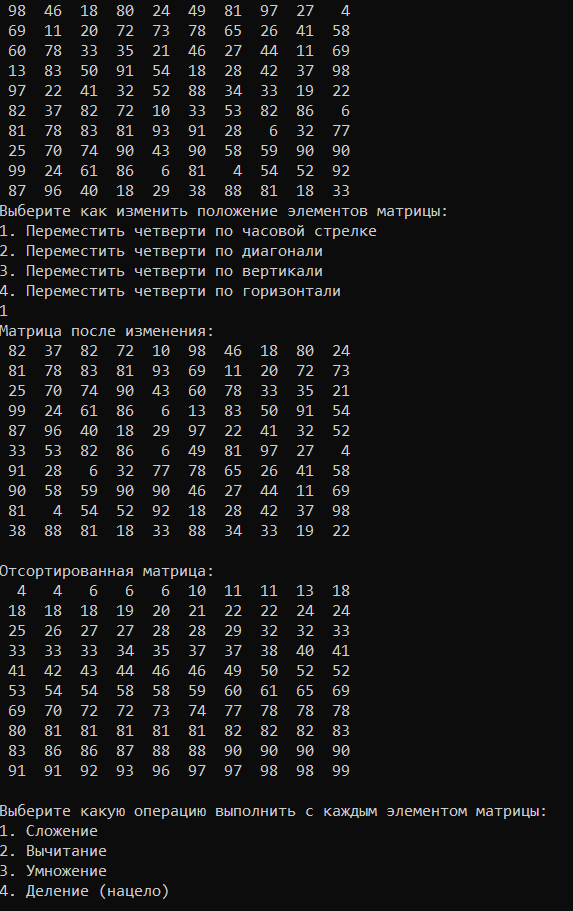 98 46 18 80 24 49 81 97 27 4
69 11 20 72 73 78 65 26 41 58
60 78 33 35 21 46 27 44 11 69
13 83 50 91 54 18 28 42 37 98
97 22 41 32 52 88 34 33 19 22
82 37 82 72 10 33 53 82 86 6
81 78 83 81 93 91 28 6 32 77
25 70 74 90 43 90 58 59 90 90
99 24 61 86 6 81 4 54 52 92
87 96 40 18 29 38 88 81 18 33
Выберите как изменить положение элементов матрицы:
1. Переместить четверти по часовой стрелке
2. Переместить четверти по диагонали
3. Переместить четверти по вертикали
4. Переместить четверти по горизонтали
1
Матрица после изменения:
82 37 82 72 10 98 46 18 80 24
81 78 83 81 93 69 11 20 72 73
25 70 74 90 43 60 78 33 35 21
99 24 61 86 6 13 83 50 91 54
87 96 40 18 29 97 22 41 32 52
33 53 82 86 6 49 81 97 27 4
91 28 6 32 77 78 65 26 41 58
90 58 59 90 90 46 27 44 11 69
81 4 54 52 92 18 28 42 37 98
38 88 81 18 33 88 34 33 19 22
Отсортированная матрица:
4 4 6 6 6 10 11 11 13 18
18 18 18 19 20 21 22 22 24 24
25 26 27 27 28 28 29 32 32 33
33 33 33 34 35 37 37 38 40 41
41 42 43 44 46 46 49 50 52 52
53 54 54 58 58 59 60 61 65 69
69 70 72 72 73 74 77 78 78 78
80 81 81 81 81 81 82 82 82 83
83 86 86 87 88 88 90 90 90 90
91 91 92 93 96 97 97 98 98 99
Выберите какую операцию выполнить с каждым элементом матрицы:
1. Сложение
2. Вычитание
3. Умножение
4. Деление (нацело)